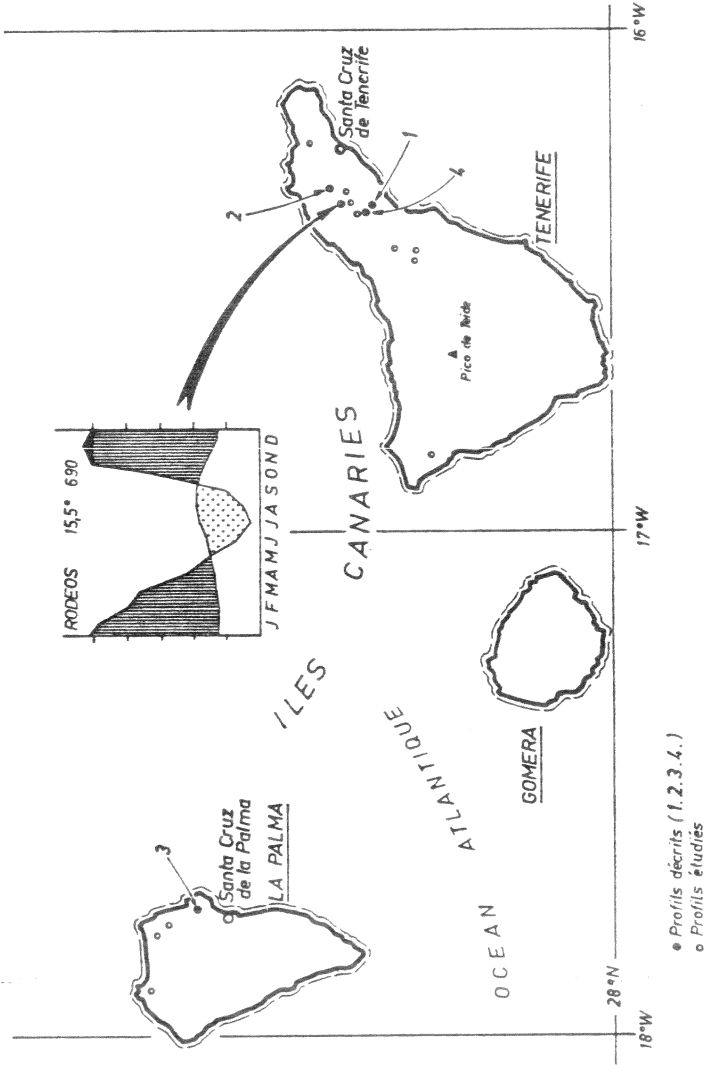 RODEOS 15,5° 690
J F M A M J J A S O N D
ILES
CANARIES
OCEAN
ATLANTIQUE
3
Santa Cruz
de la Palma
LA PALMA
GOMERA
2
Santa Cruz
de Tenerife
1
4
TENERIFE
Pico de Teide
28°N
18°W
17°W
16°W
Profils décrits (1.2.3.4.)
Profils étudiés